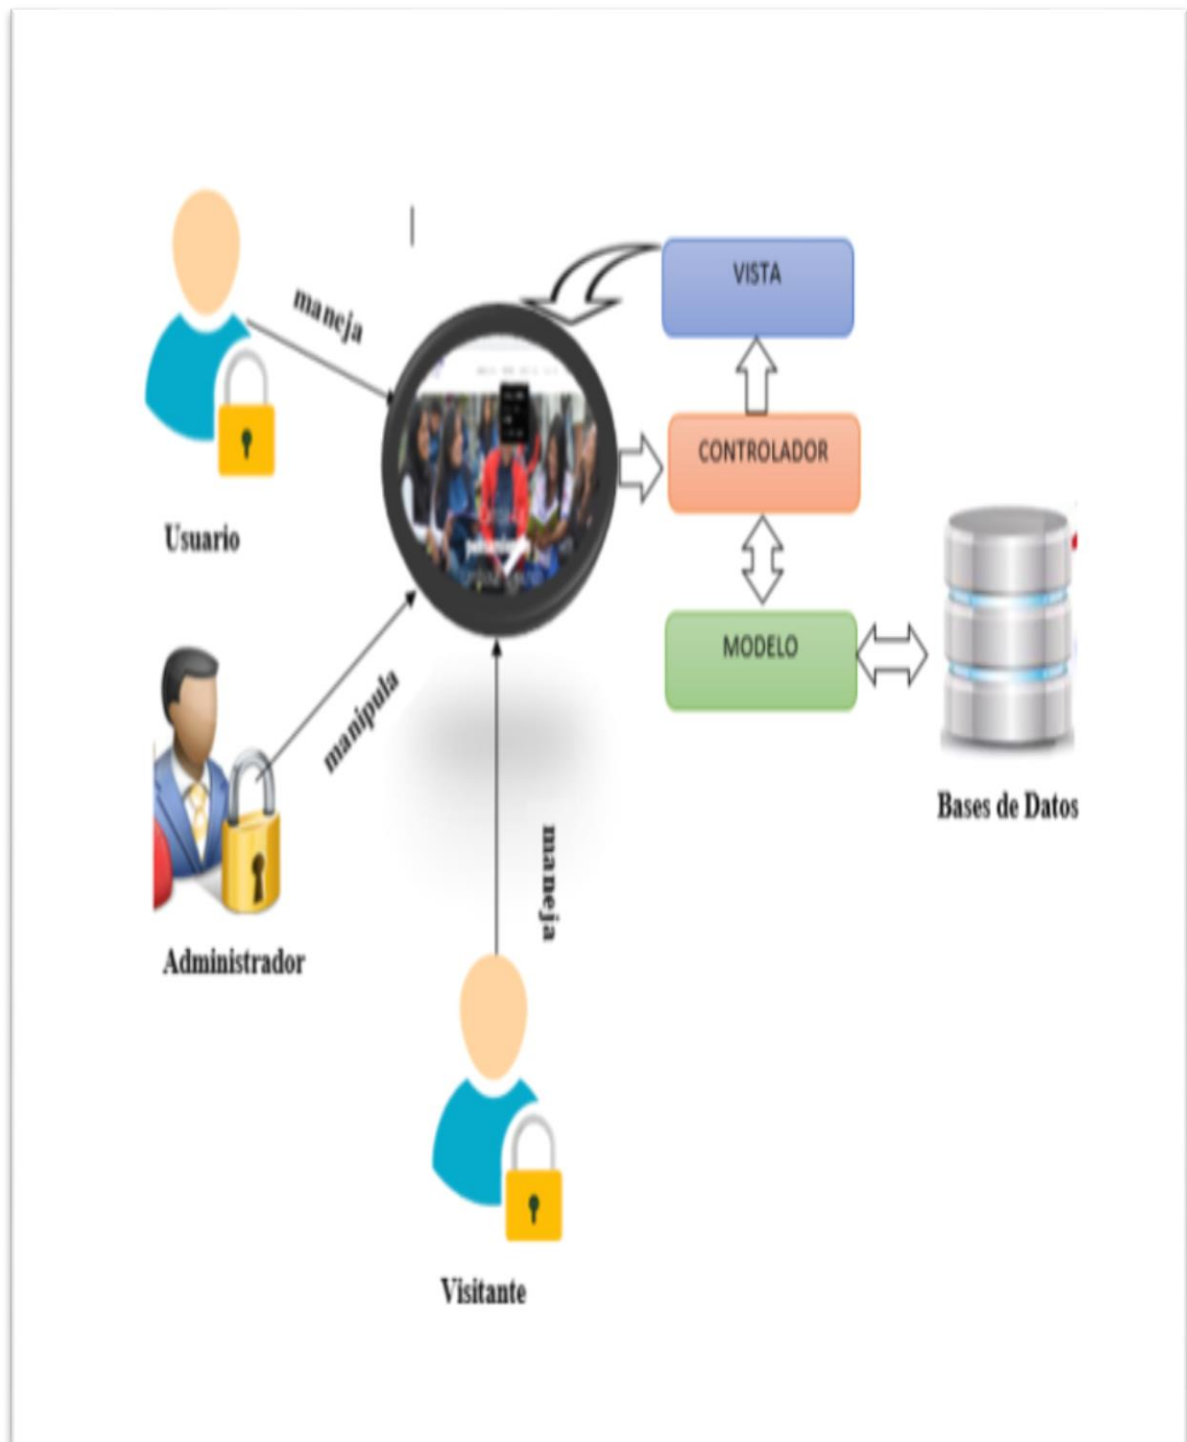 maneja
VISTA
CONTROLADOR
Usuario
MODELO
manipula
Bases de Datos
maneja
Administrador
Visitante